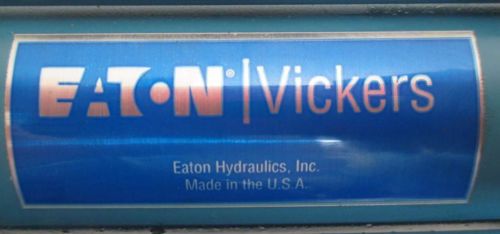 EATON® | Vickers
Eaton Hydraulics, Inc.
Made in the U.S.A.